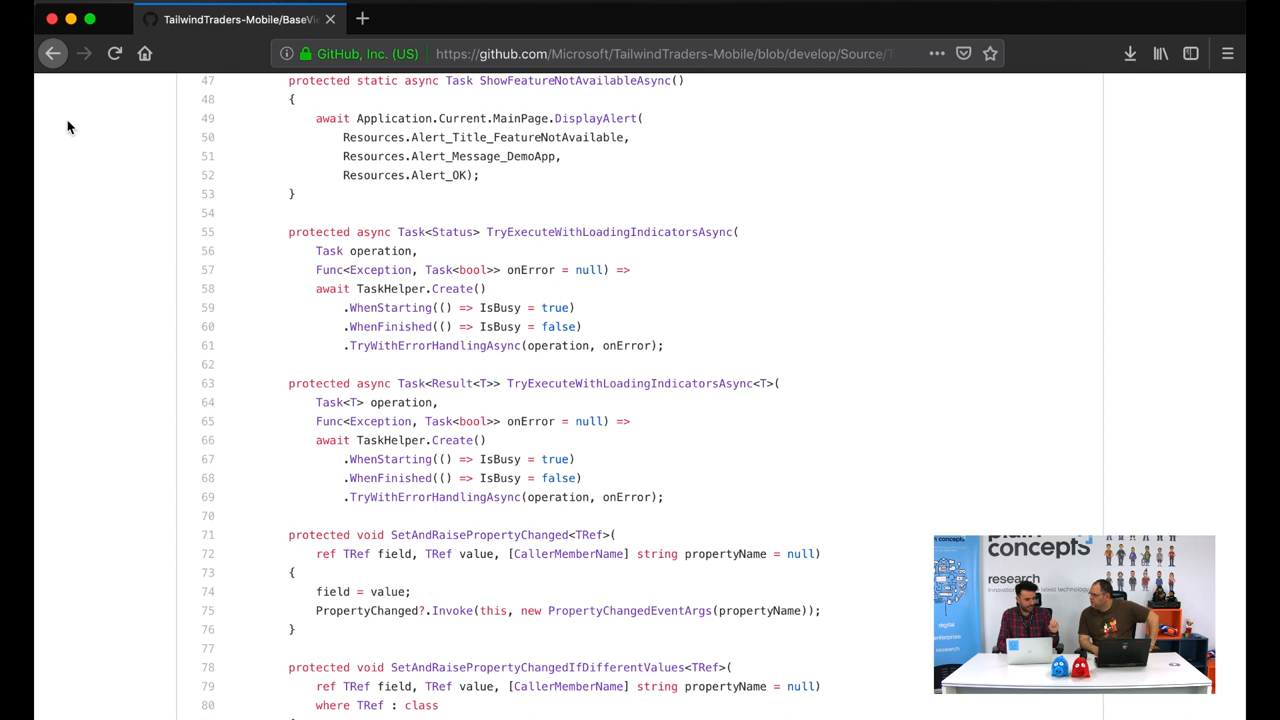 TailwindTraders-Mobile/BaseVie
GitHub, Inc. (US)
https://github.com/Microsoft/TailwindTraders-Mobile/blob/develop/Source/T
47 protected static async Task ShowFeatureNotAvailableAsync()
48 {
49 await Application.Current.MainPage.DisplayAlert(
50 Resources.Alert_Title_FeatureNotAvailable,
51 Resources.Alert_Message_DemoApp,
52 Resources.Alert_OK);
53 }
54
55 protected async Task<Status> TryExecuteWithLoadingIndicatorsAsync(
56 Task operation,
57 Func<Exception, Task<bool>> onError = null) =>
58 await TaskHelper.Create()
59 .WhenStarting(() => IsBusy = true)
60 .WhenFinished(() => IsBusy = false)
61 .TryWithErrorHandlingAsync(operation, onError);
62
63 protected async Task<Result<T>> TryExecuteWithLoadingIndicatorsAsync<T>(
64 Task<T> operation,
65 Func<Exception, Task<bool>> onError = null) =>
66 await TaskHelper.Create()
67 .WhenStarting(() => IsBusy = true)
68 .WhenFinished(() => IsBusy = false)
69 .TryWithErrorHandlingAsync(operation, onError);
70
71 protected void SetAndRaisePropertyChanged<TRef>(
72 ref TRef field, TRef value, [CallerMemberName] string propertyName = null)
73 {
74 field = value;
75 PropertyChanged?.Invoke(this, new PropertyChangedEventArgs(propertyName));
76 }
77
78 protected void SetAndRaisePropertyChangedIfDifferentValues<TRef>(
79 ref TRef field, TRef value, [CallerMemberName] string propertyName = null)
80 where TRef : class
plain
concepts
research
concepts
digital
enterprise
research